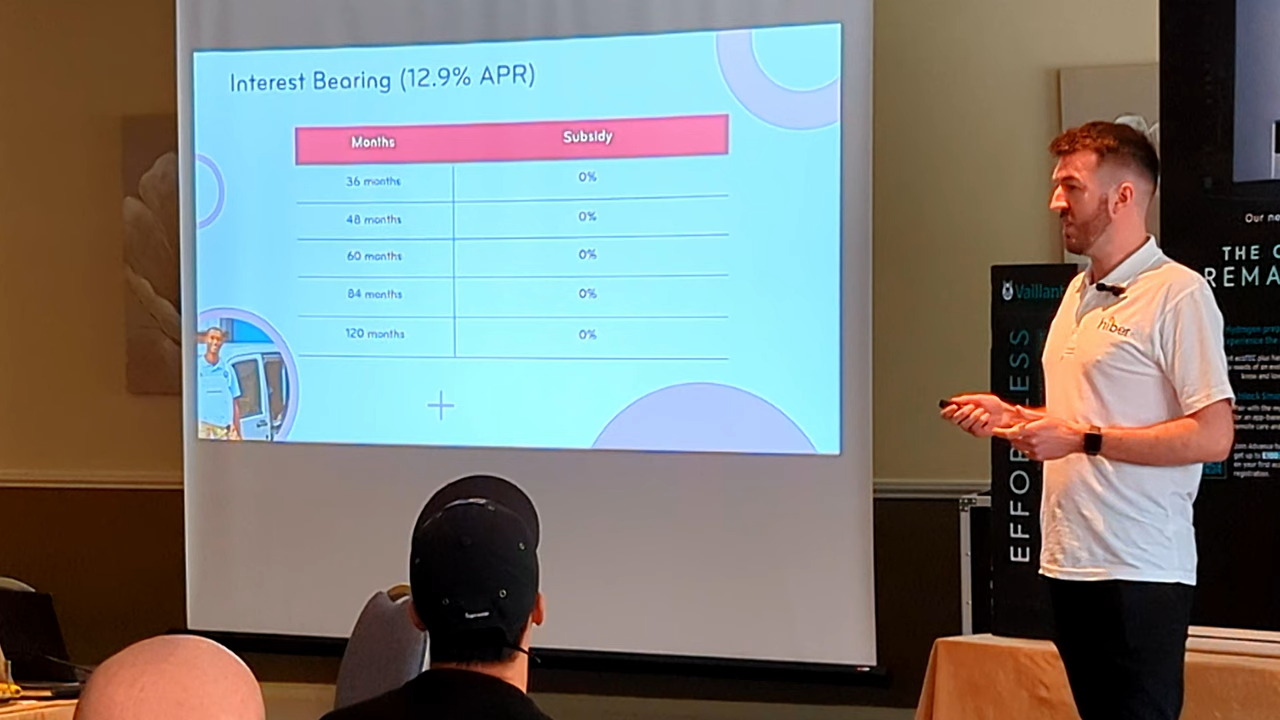 Interest Bearing (12.9% APR)
Months Subsidy
36 months 0%
48 months 0%
60 months 0%
84 months 0%
120 months 0%
hiber
Vaillant
EFFORTLESS
Our ne
THE C
REMA